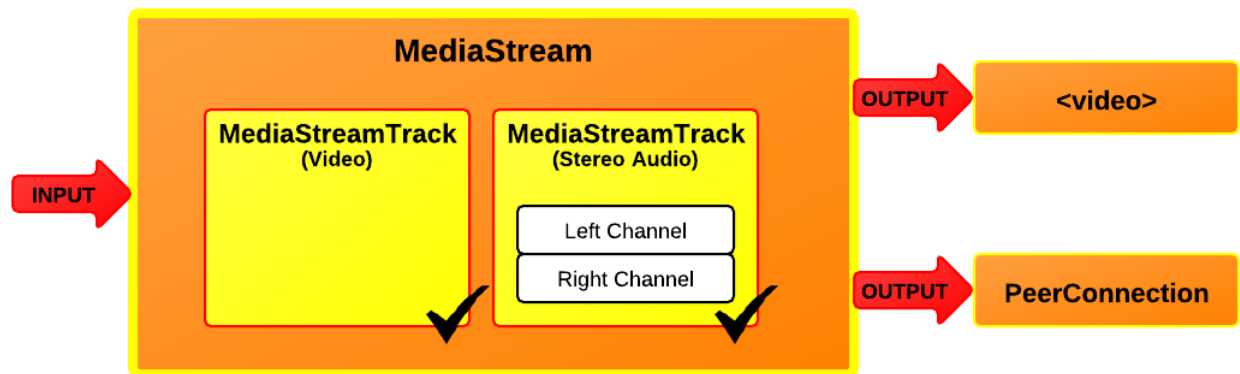 MediaStream
MediaStreamTrack
(Video)
MediaStreamTrack
(Stereo Audio)
Left Channel
Right Channel
INPUT
OUTPUT
<video>
OUTPUT
PeerConnection